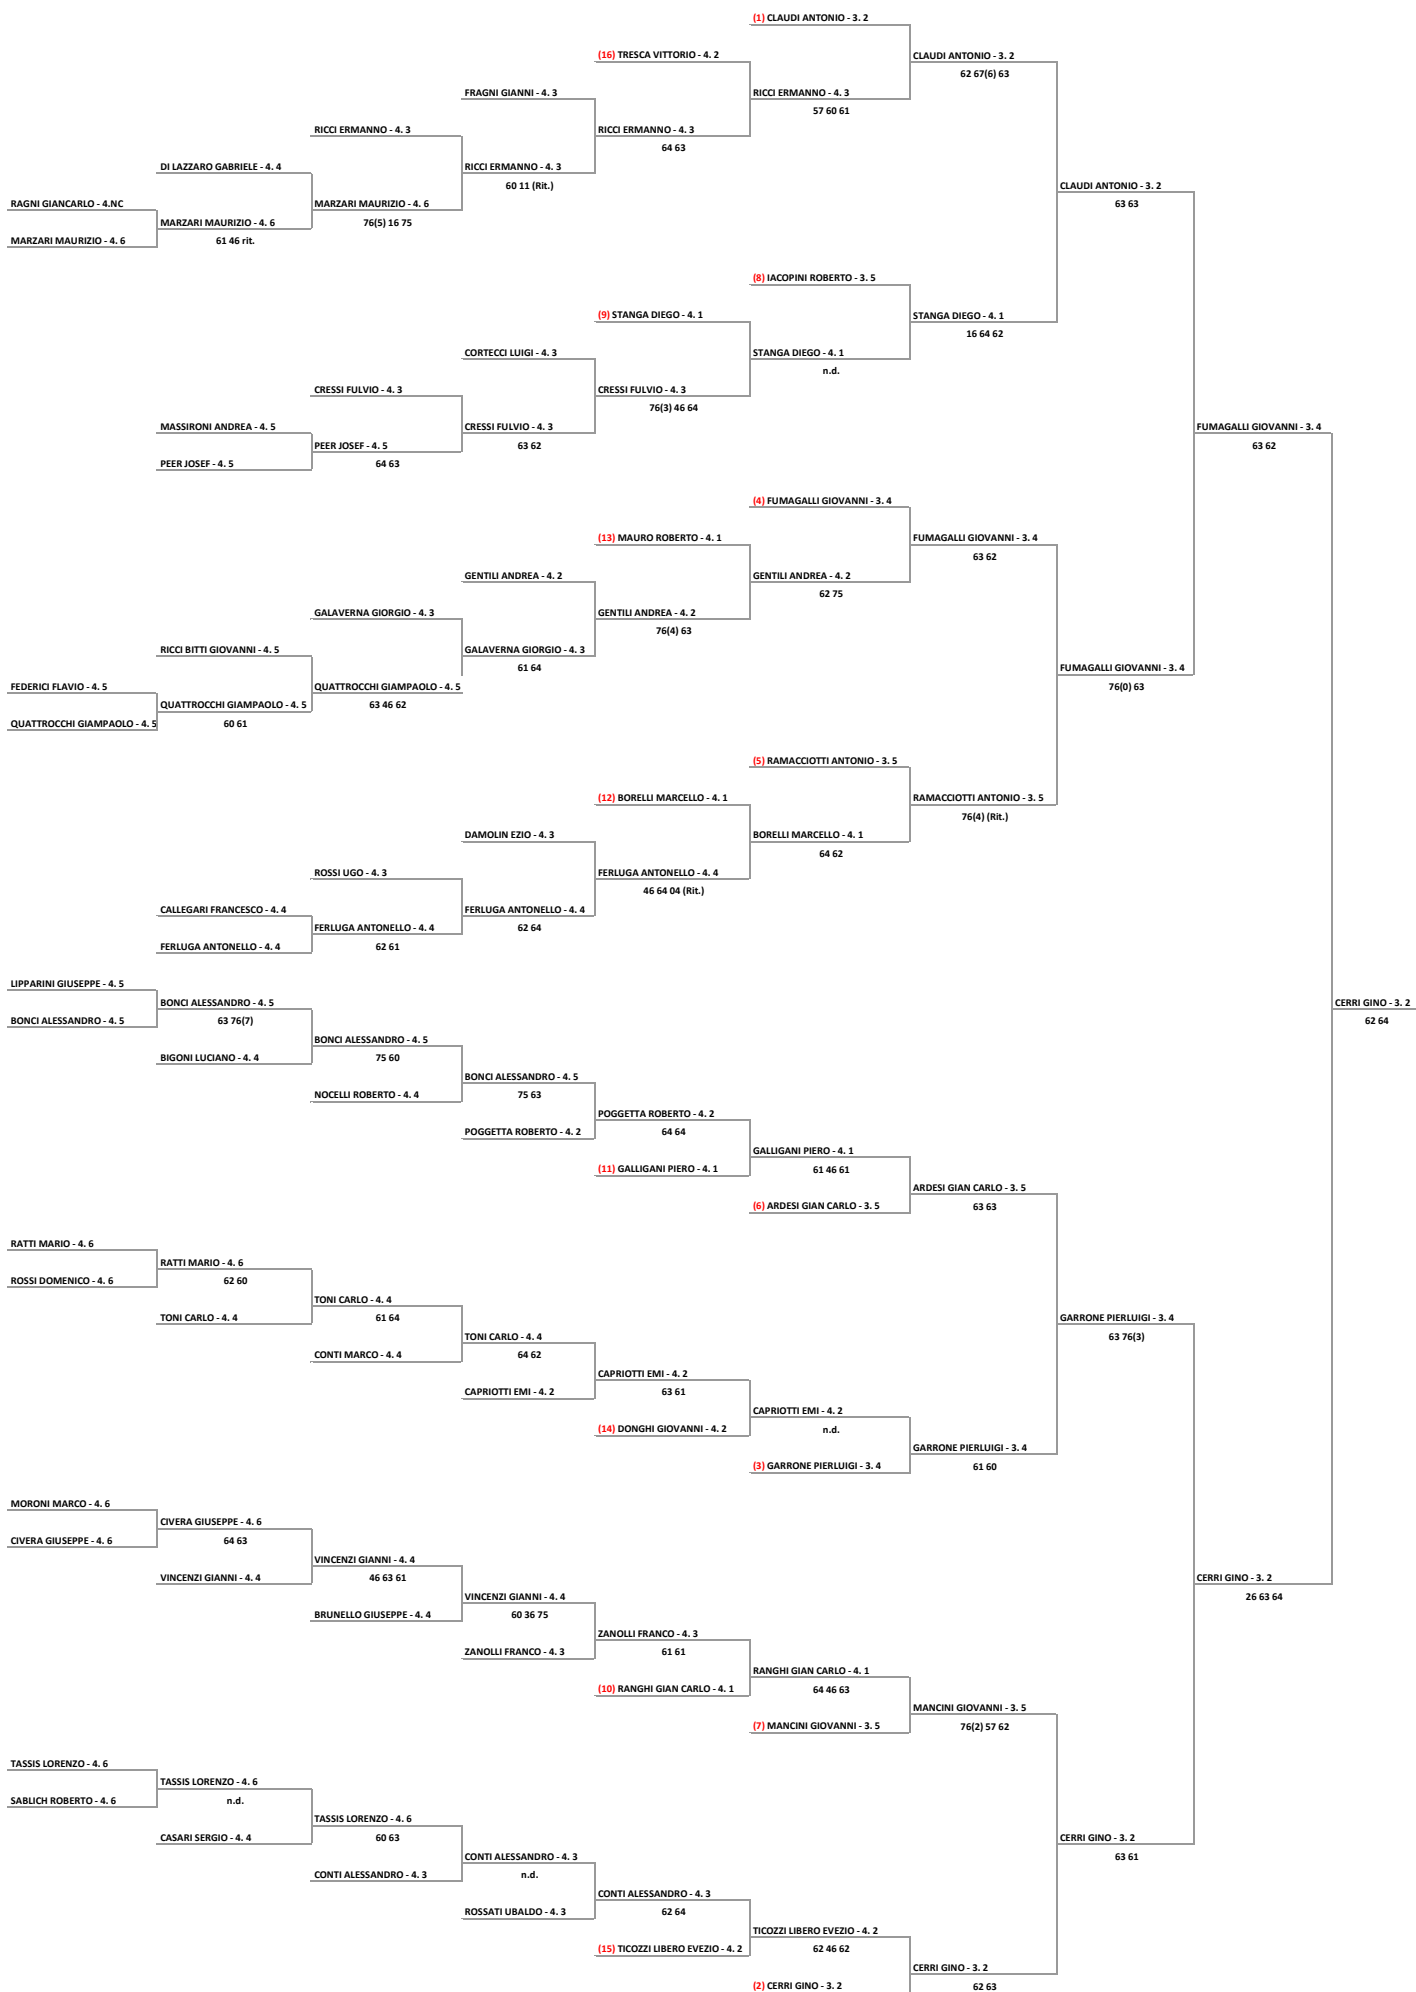 (1) CLAUDI ANTONIO - 3. 2
(16) TRESCA VITTORIO - 4. 2
CLAUDI ANTONIO - 3. 2
62 67(6) 63
FRAGNI GIANNI - 4. 3
RICCI ERMANNO - 4. 3
57 60 61
RICCI ERMANNO - 4. 3
RICCI ERMANNO - 4. 3
64 63
DI LAZZARO GABRIELE - 4. 4
RICCI ERMANNO - 4. 3
60 11 (Rit.)
CLAUDI ANTONIO - 3. 2
63 63
RAGNI GIANCARLO - 4.NC
MARZARI MAURIZIO - 4. 6
76(5) 16 75
MARZARI MAURIZIO - 4. 6
61 46 rit.
MARZARI MAURIZIO - 4. 6
(8) IACOPINI ROBERTO - 3. 5
(9) STANGA DIEGO - 4. 1
STANGA DIEGO - 4. 1
16 64 62
CORTECCI LUIGI - 4. 3
STANGA DIEGO - 4. 1
n.d.
CRESSI FULVIO - 4. 3
CRESSI FULVIO - 4. 3
76(3) 46 64
MASSIRONI ANDREA - 4. 5
CRESSI FULVIO - 4. 3
63 62
FUMAGALLI GIOVANNI - 3. 4
63 62
PEER JOSEF - 4. 5
64 63
PEER JOSEF - 4. 5
(4) FUMAGALLI GIOVANNI - 3. 4
(13) MAURO ROBERTO - 4. 1
FUMAGALLI GIOVANNI - 3. 4
63 62
GENTILI ANDREA - 4. 2
GENTILI ANDREA - 4. 2
62 75
GALAVERNA GIORGIO - 4. 3
GENTILI ANDREA - 4. 2
76(4) 63
RICCI BITTI GIOVANNI - 4. 5
GALAVERNA GIORGIO - 4. 3
61 64
FUMAGALLI GIOVANNI - 3. 4
76(0) 63
FEDERICI FLAVIO - 4. 5
QUATTROCCHI GIAMPAOLO - 4. 5
63 46 62
QUATTROCCHI GIAMPAOLO - 4. 5
60 61
QUATTROCCHI GIAMPAOLO - 4. 5
(5) RAMACCIOTTI ANTONIO - 3. 5
(12) BORELLI MARCELLO - 4. 1
RAMACCIOTTI ANTONIO - 3. 5
76(4) (Rit.)
DAMOLIN EZIO - 4. 3
BORELLI MARCELLO - 4. 1
64 62
ROSSI UGO - 4. 3
FERLUGA ANTONELLO - 4. 4
46 64 04 (Rit.)
CALLEGARI FRANCESCO - 4. 4
FERLUGA ANTONELLO - 4. 4
62 64
FERLUGA ANTONELLO - 4. 4
62 61
FERLUGA ANTONELLO - 4. 4
LIPPARINI GIUSEPPE - 4. 5
BONCI ALESSANDRO - 4. 5
63 76(7)
CERRI GINO - 3. 2
62 64
BONCI ALESSANDRO - 4. 5
BONCI ALESSANDRO - 4. 5
75 60
BIGONI LUCIANO - 4. 4
BONCI ALESSANDRO - 4. 5
75 63
NOCELLI ROBERTO - 4. 4
POGGETTA ROBERTO - 4. 2
64 64
POGGETTA ROBERTO - 4. 2
GALLIGANI PIERO - 4. 1
61 46 61
(11) GALLIGANI PIERO - 4. 1
ARDESI GIAN CARLO - 3. 5
63 63
(6) ARDESI GIAN CARLO - 3. 5
RATTI MARIO - 4. 6
RATTI MARIO - 4. 6
62 60
ROSSI DOMENICO - 4. 6
TONI CARLO - 4. 4
61 64
TONI CARLO - 4. 4
GARRONE PIERLUIGI - 3. 4
63 76(3)
TONI CARLO - 4. 4
64 62
CONTI MARCO - 4. 4
CAPRIOTTI EMI - 4. 2
63 61
CAPRIOTTI EMI - 4. 2
CAPRIOTTI EMI - 4. 2
n.d.
(14) DONGHI GIOVANNI - 4. 2
GARRONE PIERLUIGI - 3. 4
61 60
(3) GARRONE PIERLUIGI - 3. 4
MORONI MARCO - 4. 6
CIVERA GIUSEPPE - 4. 6
64 63
CIVERA GIUSEPPE - 4. 6
VINCENZI GIANNI - 4. 4
46 63 61
VINCENZI GIANNI - 4. 4
CERRI GINO - 3. 2
26 63 64
VINCENZI GIANNI - 4. 4
60 36 75
BRUNELLO GIUSEPPE - 4. 4
ZANOLLI FRANCO - 4. 3
61 61
ZANOLLI FRANCO - 4. 3
RANGHI GIAN CARLO - 4. 1
64 46 63
(10) RANGHI GIAN CARLO - 4. 1
MANCINI GIOVANNI - 3. 5
76(2) 57 62
(7) MANCINI GIOVANNI - 3. 5
TASSIS LORENZO - 4. 6
TASSIS LORENZO - 4. 6
n.d.
SABLICH ROBERTO - 4. 6
TASSIS LORENZO - 4. 6
60 63
CASARI SERGIO - 4. 4
CERRI GINO - 3. 2
63 61
CONTI ALESSANDRO - 4. 3
n.d.
CONTI ALESSANDRO - 4. 3
CONTI ALESSANDRO - 4. 3
62 64
ROSSATI UBALDO - 4. 3
TICOZZI LIBERO EVEZIO - 4. 2
62 46 62
(15) TICOZZI LIBERO EVEZIO - 4. 2
CERRI GINO - 3. 2
62 63
(2) CERRI GINO - 3. 2